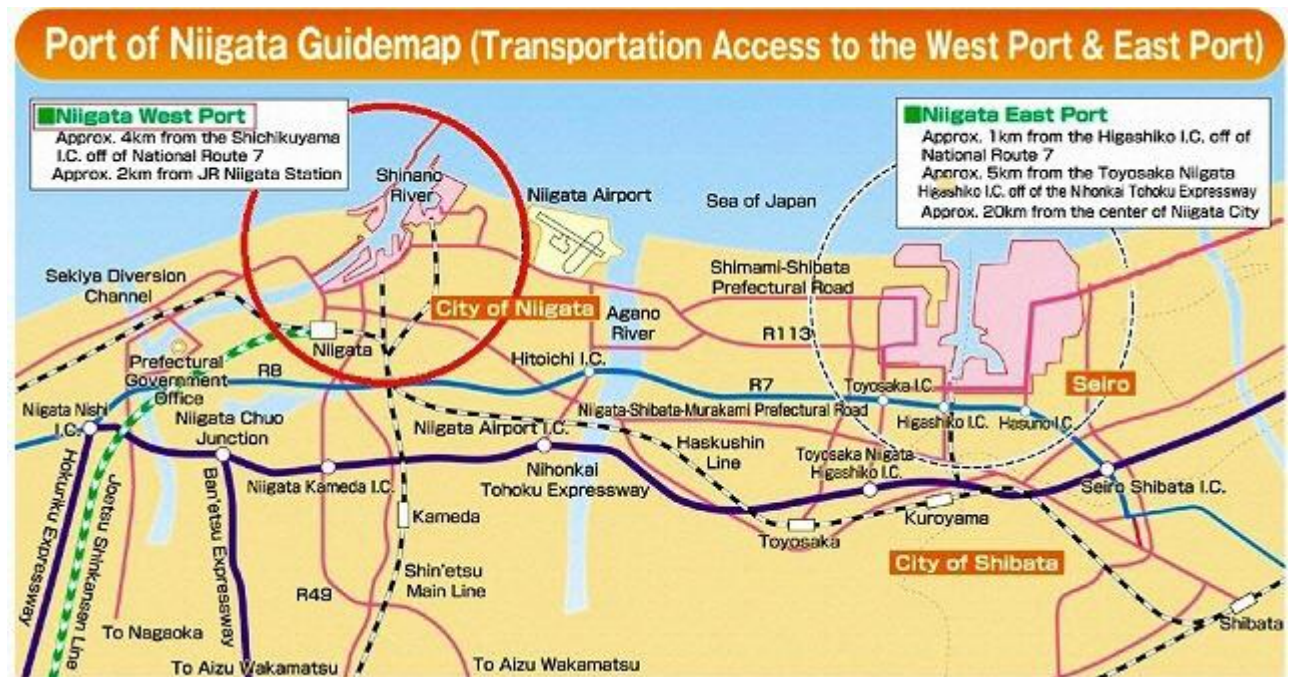 Port of Niigata Guidemap (Transportation Access to the West Port & East Port)
Niigata West Port
Approx. 4km from the Shichikuyama
I.C. off of National Route 7
Approx. 2km from JR Niigata Station
Niigata East Port
Approx. 1km from the Higashiko I.C. off of
National Route 7
Approx. 5km from the Toyosaka Niigata
Higashiko I.C. off of the Nihonkai Tohoku Expressway
Approx. 20km from the center of Niigata City
Shinano
River
Niigata Airport
Sea of Japan
Sekiya Diversion
Channel
Shimami-Shibata
Prefectural Road
City of Niigata
Agano
River
R113
Niigata
Prefectural
Government
Office
R8
Hitoichi I.C.
R7
Toyosaka I.C.
Seiro
Niigata Nishi
I.C.
Niigata Chuo
Junction
Niigata Airport I.C.
Niigata-Shibata-Murakami Prefectural Road
Higashiko I.C.
Hasuno I.C.
Haskushin
Line
Toyosaka Niigata
Higashiko I.C.
Niigata Kameda I.C.
Nihonkai
Tohoku Expressway
Seiro Shibata I.C.
Hokuriku Expressway
Joetsu Shinkansen Line
Ban'etsu Expressway
Kameda
Toyosaka
Kuroyama
City of Shibata
Shin'etsu
Main Line
R49
Shibata
To Nagaoka
To Aizu Wakamatsu
To Aizu Wakamatsu